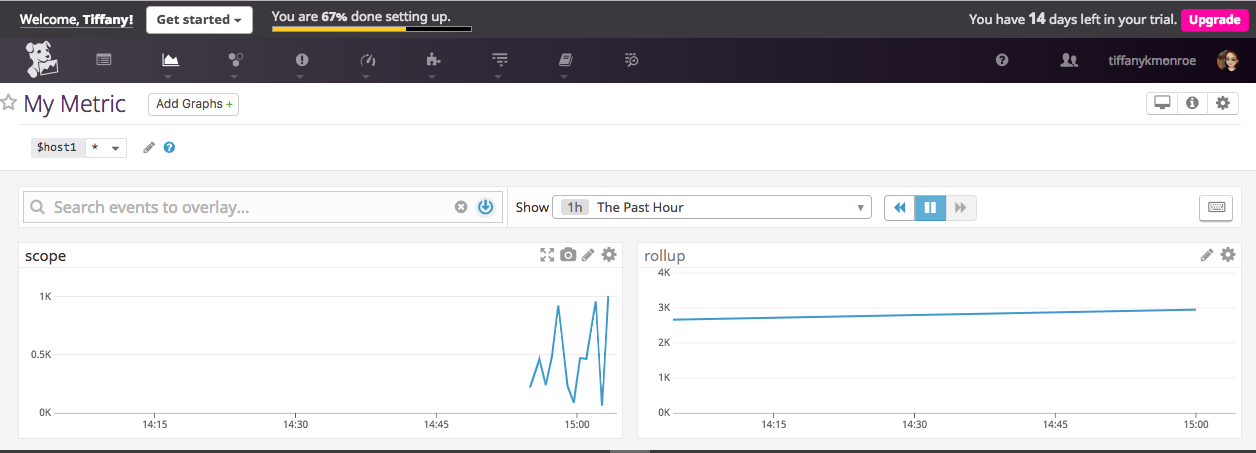 Welcome, Tiffany! Get started You are 67% done setting up. You have 14 days left in your trial. Upgrade
? tiffanykmonroe
My Metric Add Graphs +
$host1 * ?
Search events to overlay... Show 1h The Past Hour
scope
1K
0.5K
0K
14:15 14:30 14:45 15:00
rollup
4K
3K
2K
1K
0K
14:15 14:30 14:45 15:00